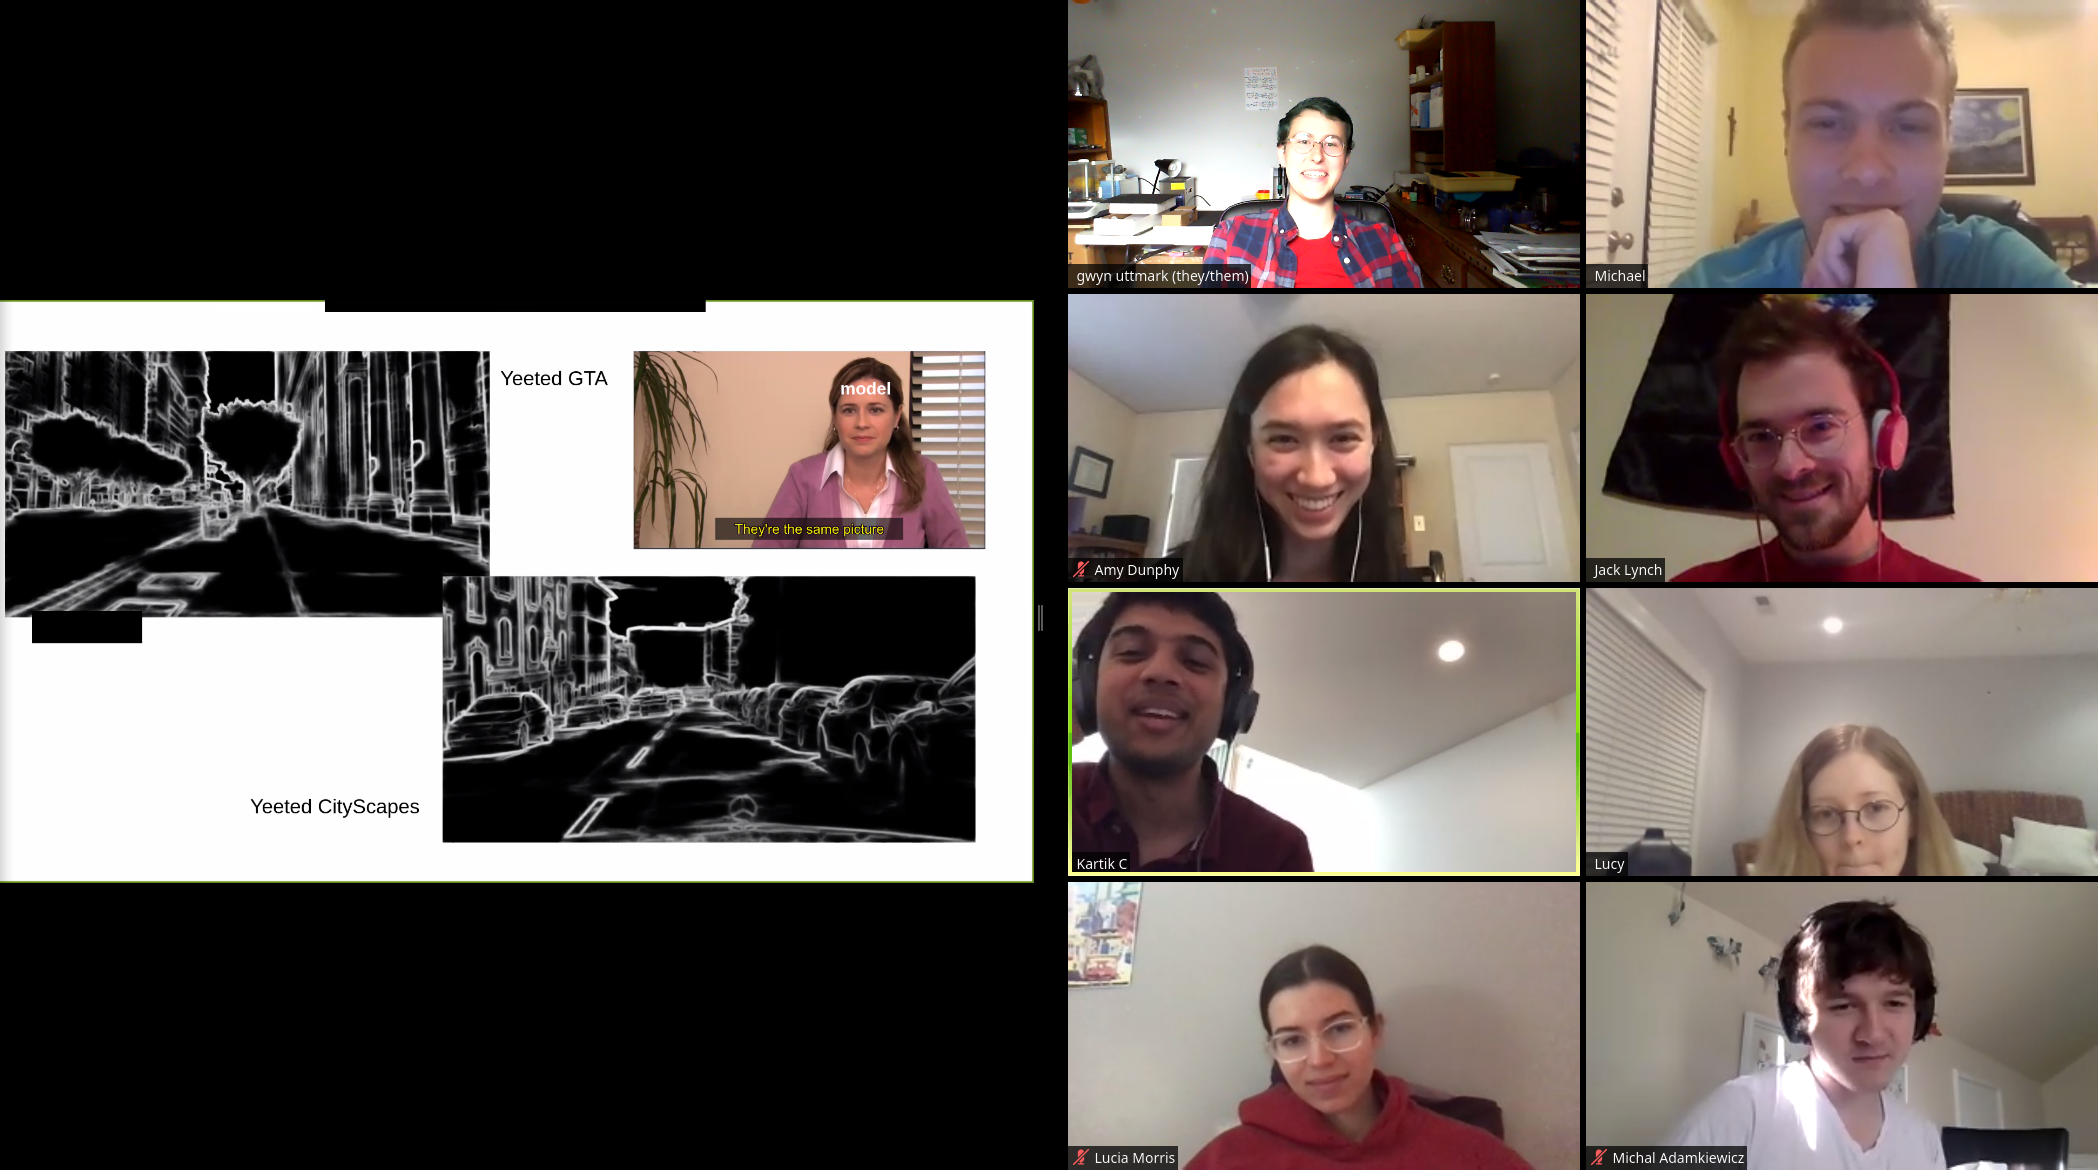 Yeeted GTA
model
They're the same picture
Yeeted CityScapes
gwyn uttmark (they/them)
Michael
Amy Dunphy
Jack Lynch
Kartik C
Lucy
Lucia Morris
Michal Adamkiewicz